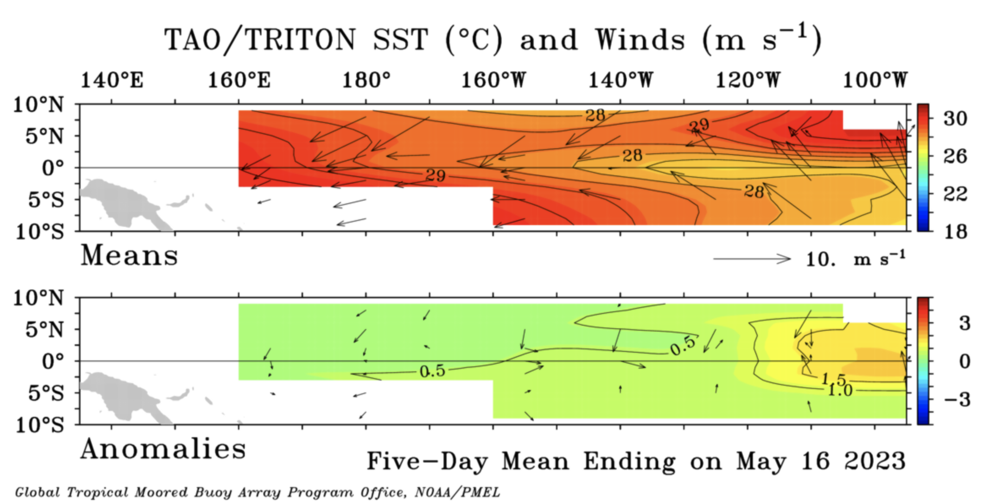 TAO/TRITON SST (°C) and Winds (m s⁻¹)
140°E 160°E 180° 160°W 140°W 120°W 100°W
10°N
5°N
0°
5°S
10°S
28
29
28
29
28
30
26
22
18
Means
10. m s⁻¹
10°N
5°N
0°
5°S
10°S
0.5
0.5
1.5
1.0
3
0
−3
Anomalies
Five−Day Mean Ending on May 16 2023
Global Tropical Moored Buoy Array Program Office, NOAA/PMEL